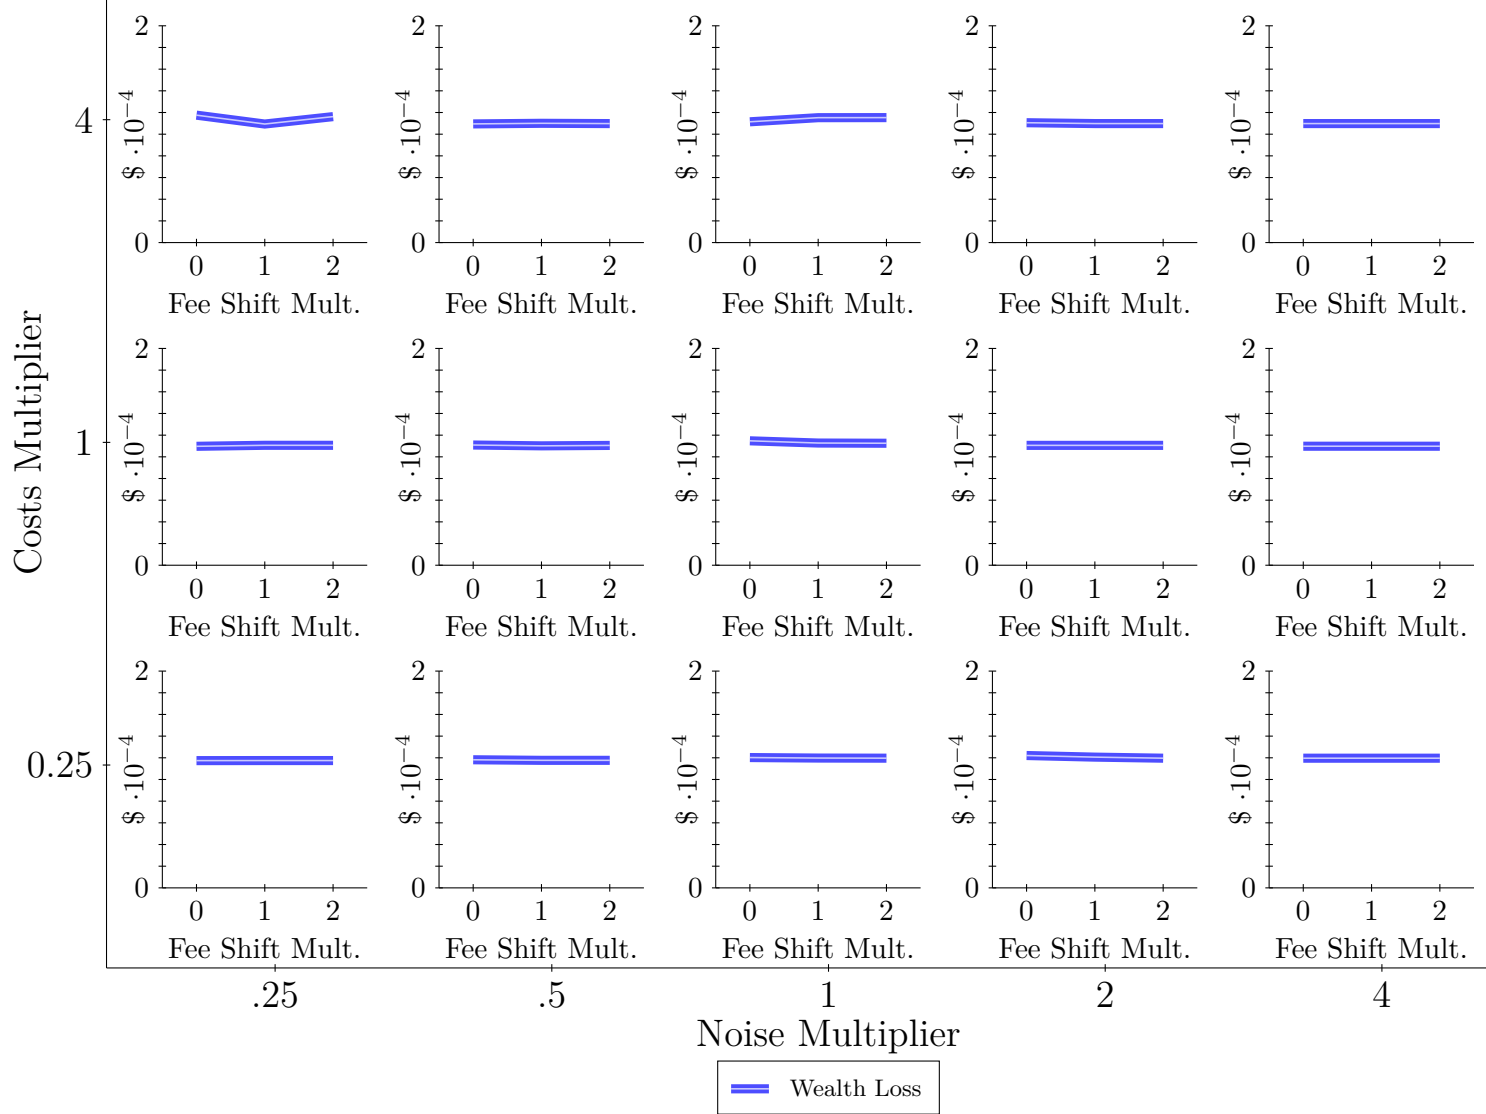 2 2 2 2 2
4
$ ·10−4 $ ·10−4 $ ·10−4 $ ·10−4 $ ·10−4
0 0 0 0 0
0 1 2 0 1 2 0 1 2 0 1 2 0 1 2
Fee Shift Mult. Fee Shift Mult. Fee Shift Mult. Fee Shift Mult. Fee Shift Mult.
Costs Multiplier
2 2 2 2 2
1
$ ·10−4 $ ·10−4 $ ·10−4 $ ·10−4 $ ·10−4
0 0 0 0 0
0 1 2 0 1 2 0 1 2 0 1 2 0 1 2
Fee Shift Mult. Fee Shift Mult. Fee Shift Mult. Fee Shift Mult. Fee Shift Mult.
2 2 2 2 2
0.25
$ ·10−4 $ ·10−4 $ ·10−4 $ ·10−4 $ ·10−4
0 0 0 0 0
0 1 2 0 1 2 0 1 2 0 1 2 0 1 2
Fee Shift Mult. Fee Shift Mult. Fee Shift Mult. Fee Shift Mult. Fee Shift Mult.
.25 .5 1 2 4
Noise Multiplier
Wealth Loss